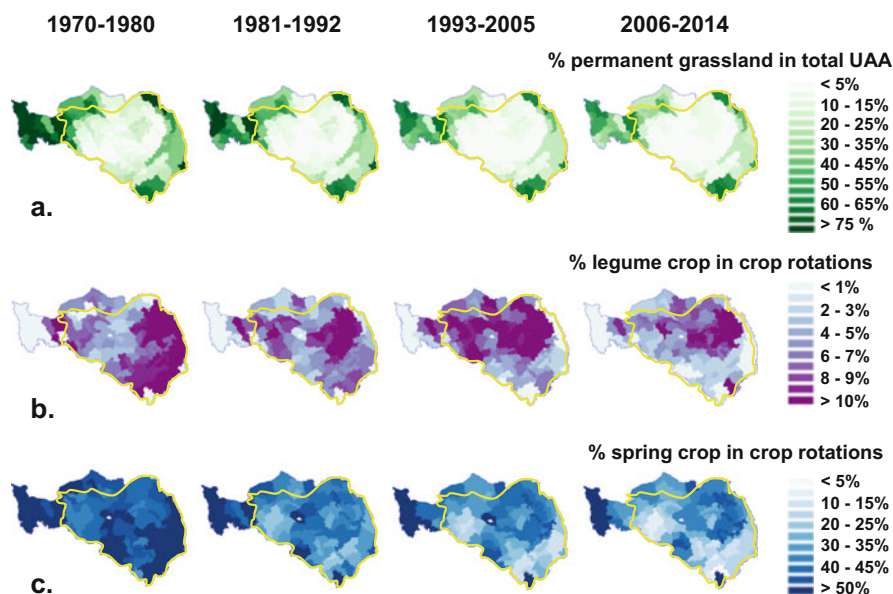 1970-1980 1981-1992 1993-2005 2006-2014
% permanent grassland in total UAA
< 5%
10 - 15%
20 - 25%
30 - 35%
40 - 45%
50 - 55%
60 - 65%
> 75 %
a.
% legume crop in crop rotations
< 1%
2 - 3%
4 - 5%
6 - 7%
8 - 9%
> 10%
b.
% spring crop in crop rotations
< 5%
10 - 15%
20 - 25%
30 - 35%
40 - 45%
> 50%
c.